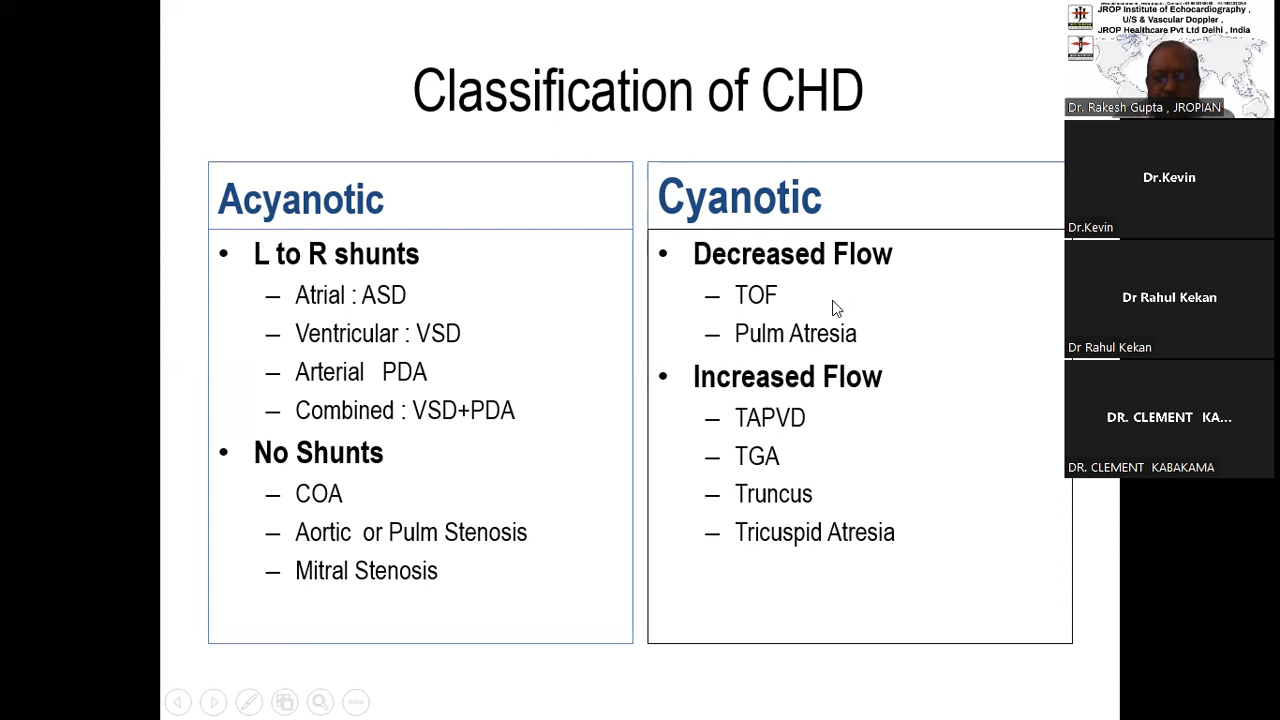 Classification of CHD
Acyanotic
• L to R shunts
– Atrial : ASD
– Ventricular : VSD
– Arterial PDA
– Combined : VSD+PDA
• No Shunts
– COA
– Aortic or Pulm Stenosis
– Mitral Stenosis
Cyanotic
• Decreased Flow
– TOF
– Pulm Atresia
• Increased Flow
– TAPVD
– TGA
– Truncus
– Tricuspid Atresia
JROP Institute of Echocardiography ,
U/S & Vascular Doppler ,
JROP Healthcare Pvt Ltd Delhi , India
Dr. Rakesh Gupta , JROPIAN
Dr.Kevin
Dr.Kevin
Dr Rahul Kekan
Dr Rahul Kekan
DR. CLEMENT KA...
DR. CLEMENT KABAKAMA